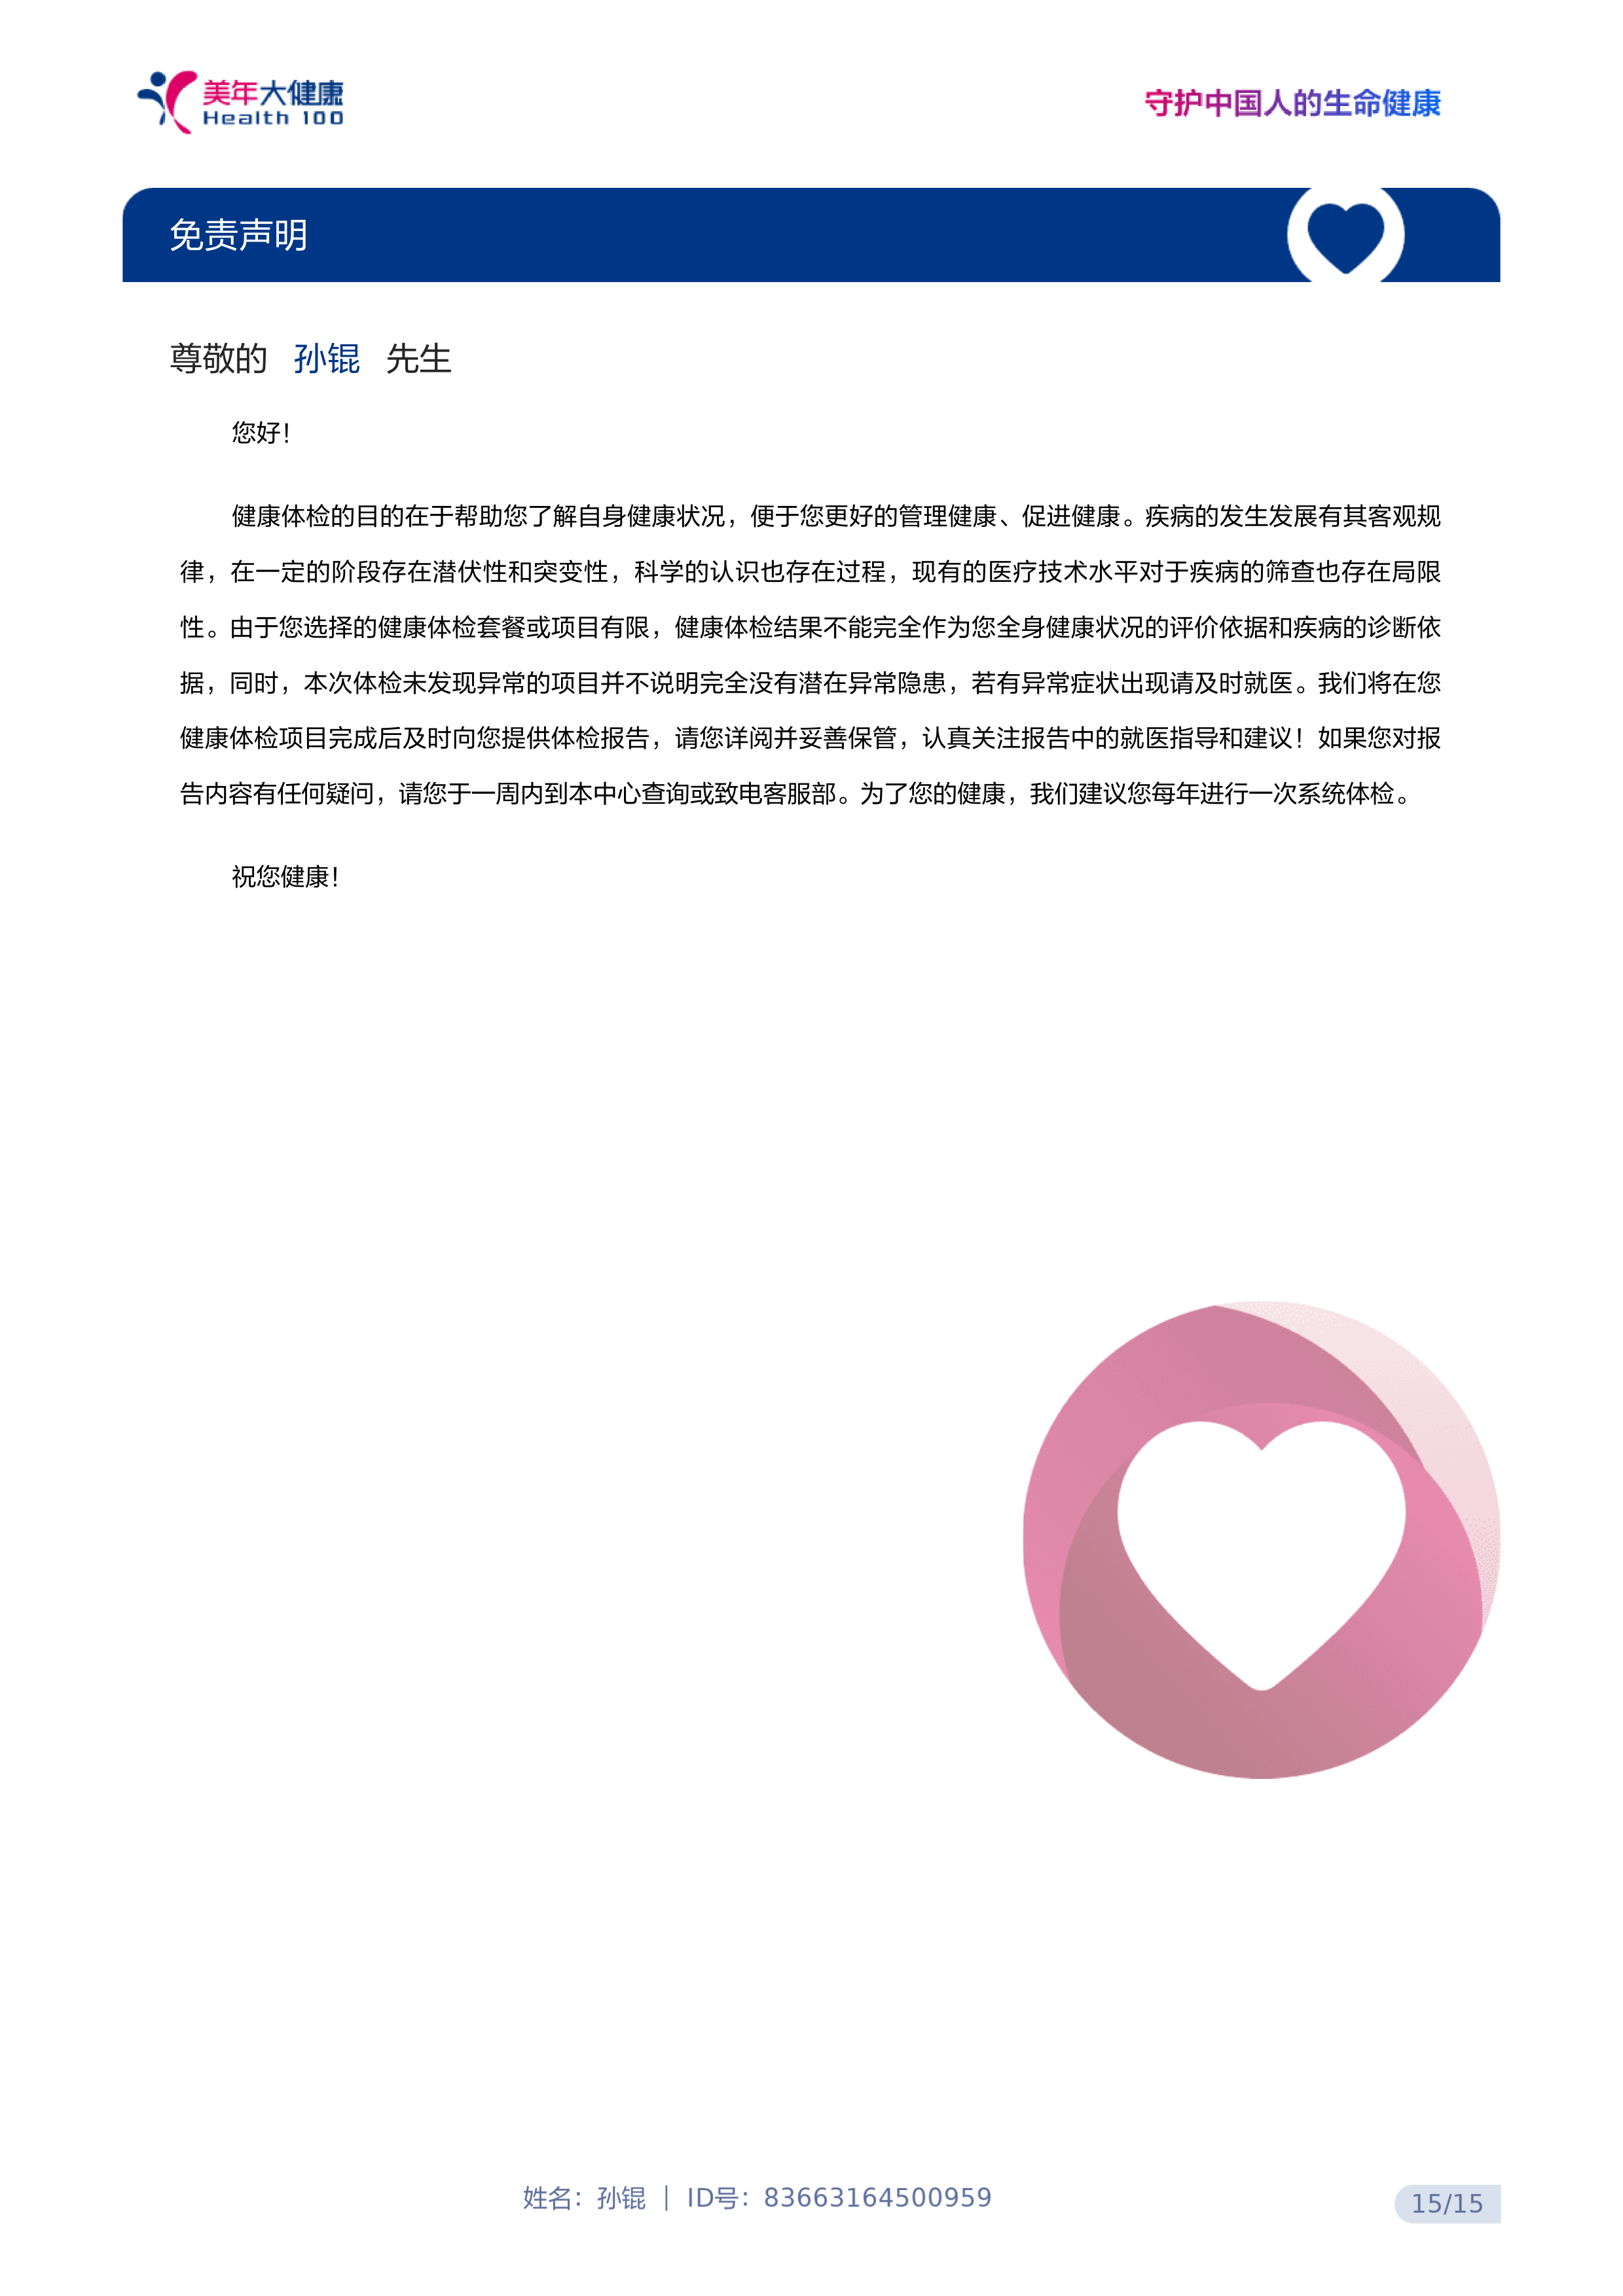 美年大健康
Health 100
守护中国人的生命健康
免责声明
尊敬的 孙锟 先生
您好！
健康体检的目的在于帮助您了解自身健康状况，便于您更好的管理健康、促进健康。疾病的发生发展有其客观规
律，在一定的阶段存在潜伏性和突变性，科学的认识也存在过程，现有的医疗技术水平对于疾病的筛查也存在局限
性。由于您选择的健康体检套餐或项目有限，健康体检结果不能完全作为您全身健康状况的评价依据和疾病的诊断依
据，同时，本次体检未发现异常的项目并不说明完全没有潜在异常隐患，若有异常症状出现请及时就医。我们将在您
健康体检项目完成后及时向您提供体检报告，请您详阅并妥善保管，认真关注报告中的就医指导和建议！如果您对报
告内容有任何疑问，请您于一周内到本中心查询或致电客服部。为了您的健康，我们建议您每年进行一次系统体检。
祝您健康！
姓名：孙锟 ｜ ID号：83663164500959
15/15